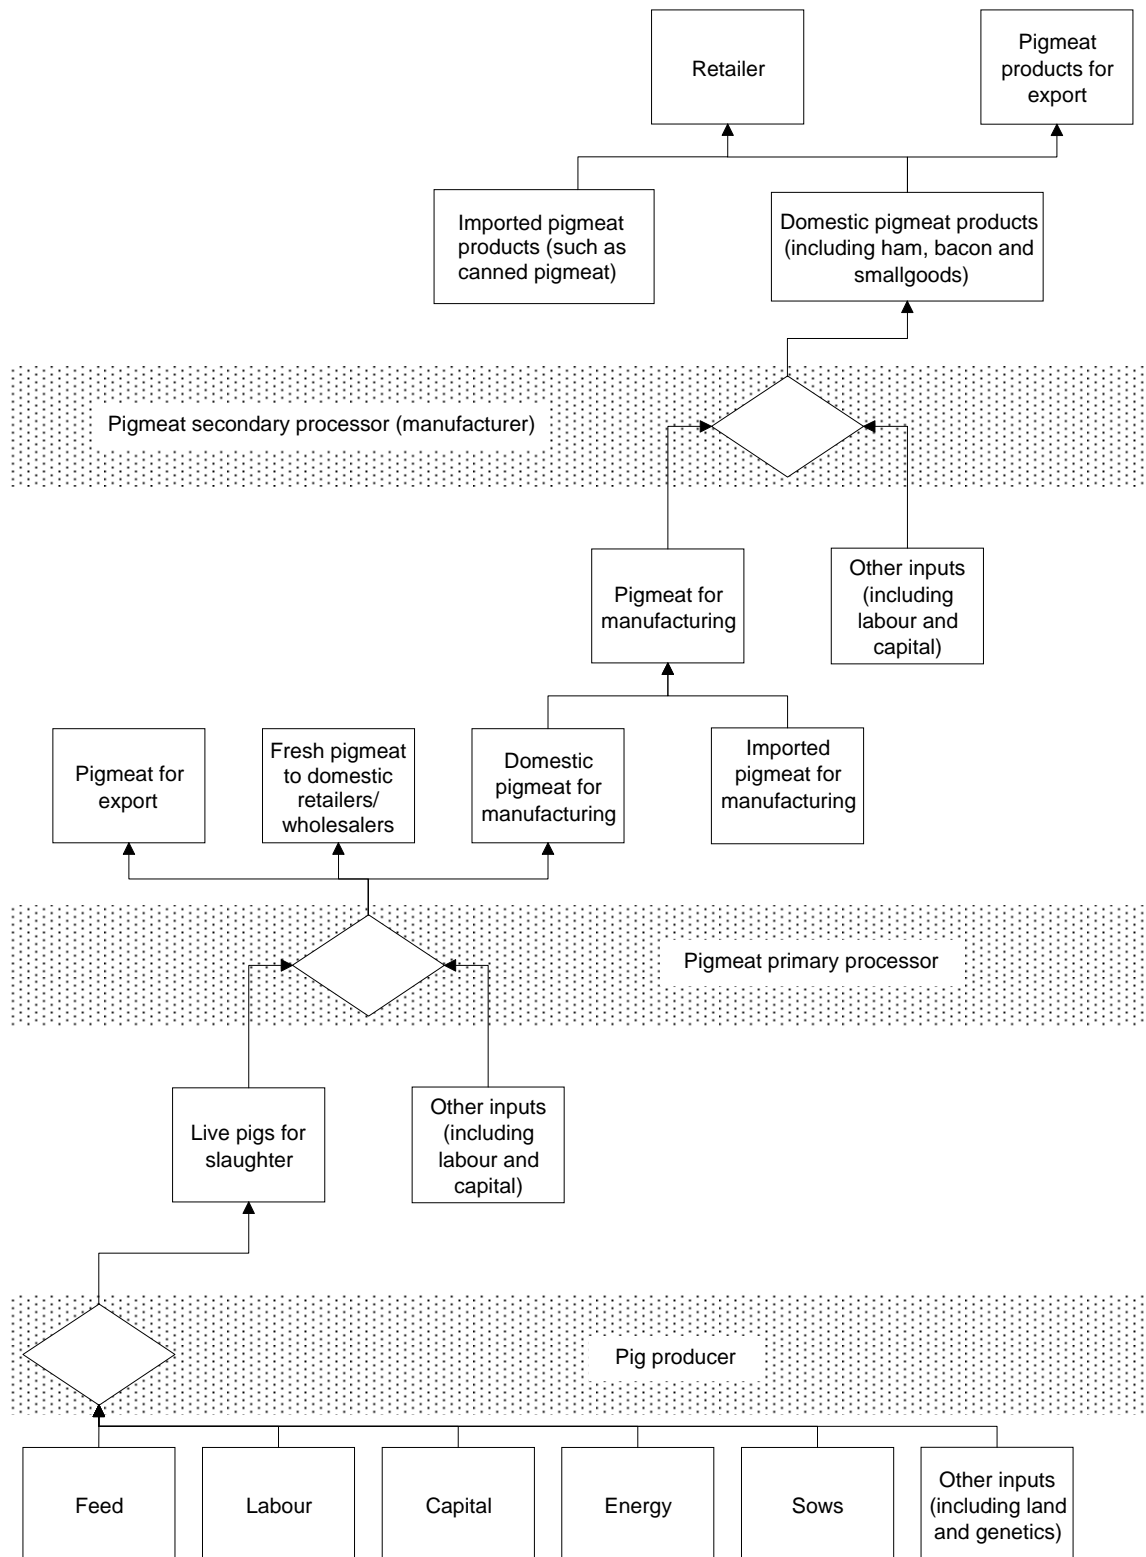 Retailer
Pigmeat
products for
export
Imported pigmeat
products (such as
canned pigmeat)
Domestic pigmeat products
(including ham, bacon and
smallgoods)
Pigmeat secondary processor (manufacturer)
Pigmeat for
manufacturing
Other inputs
(including
labour and
capital)
Pigmeat for
export
Fresh pigmeat
to domestic
retailers/
wholesalers
Domestic
pigmeat for
manufacturing
Imported
pigmeat for
manufacturing
Pigmeat primary processor
Live pigs for
slaughter
Other inputs
(including
labour and
capital)
Pig producer
Feed
Labour
Capital
Energy
Sows
Other inputs
(including land
and genetics)